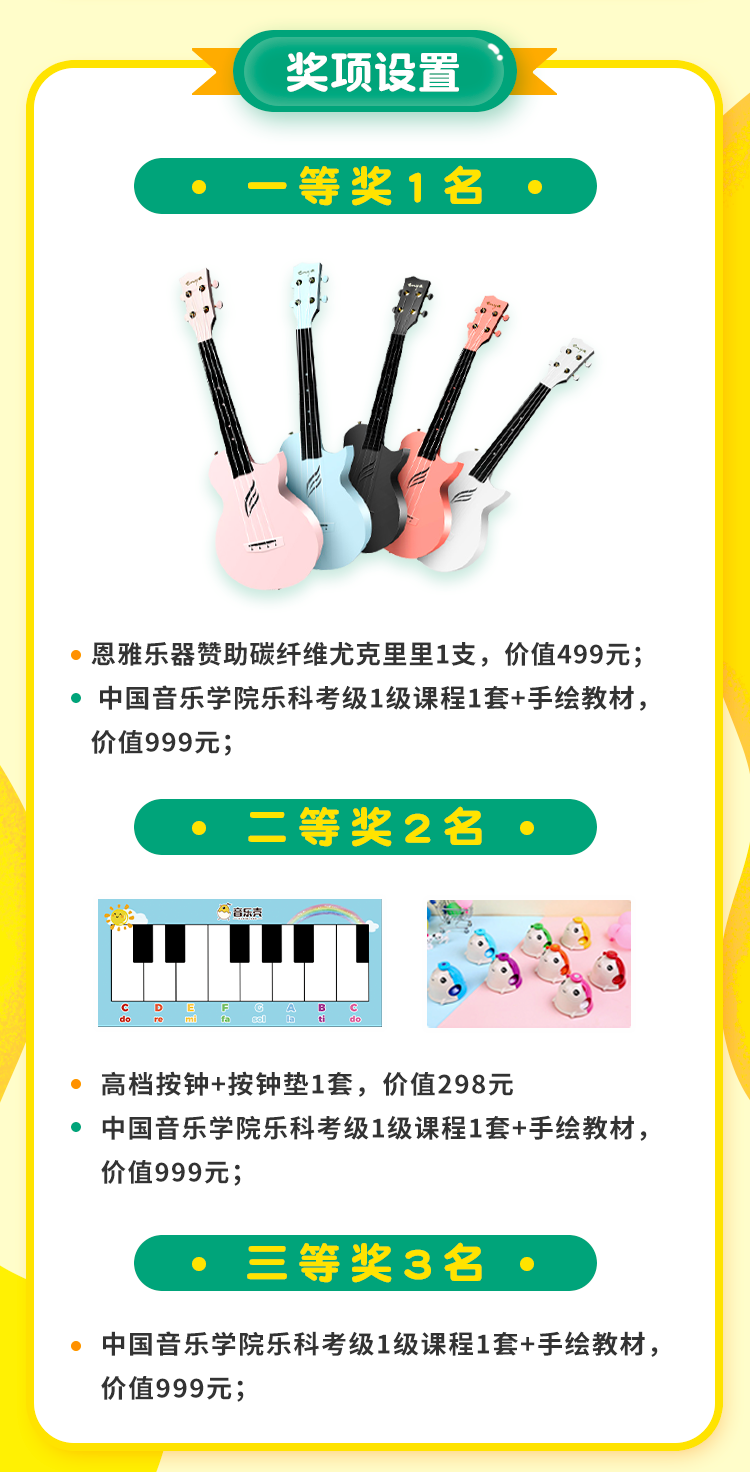 奖项设置
一等奖1名
恩雅乐器赞助碳纤维尤克里里1支，价值499元；
中国音乐学院乐科考级1级课程1套+手绘教材，
价值999元；
二等奖2名
音乐壳
C D E F G A B C
do re mi fa sol la ti do
高档按钟+按钟垫1套，价值298元
中国音乐学院乐科考级1级课程1套+手绘教材，
价值999元；
三等奖3名
中国音乐学院乐科考级1级课程1套+手绘教材，
价值999元；